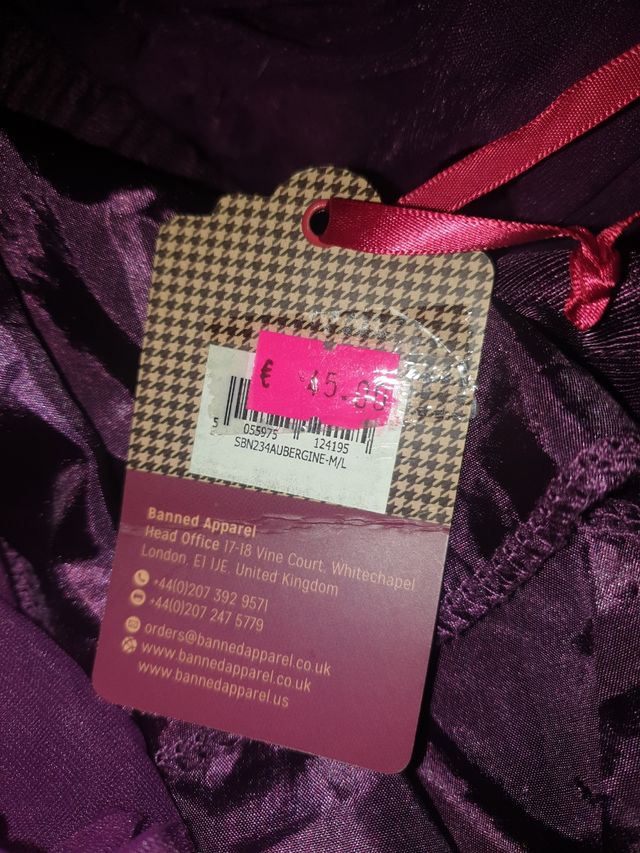 € 45.00
5 055975 124195
SBN234AUBERGINE-M/L
Banned Apparel
Head Office 17-18 Vine Court, Whitechapel
London, E1 1JE, United Kingdom
+44(0)207 392 9571
+44(0)207 247 5779
orders@bannedapparel.co.uk
www.bannedapparel.co.uk
www.bannedapparel.us